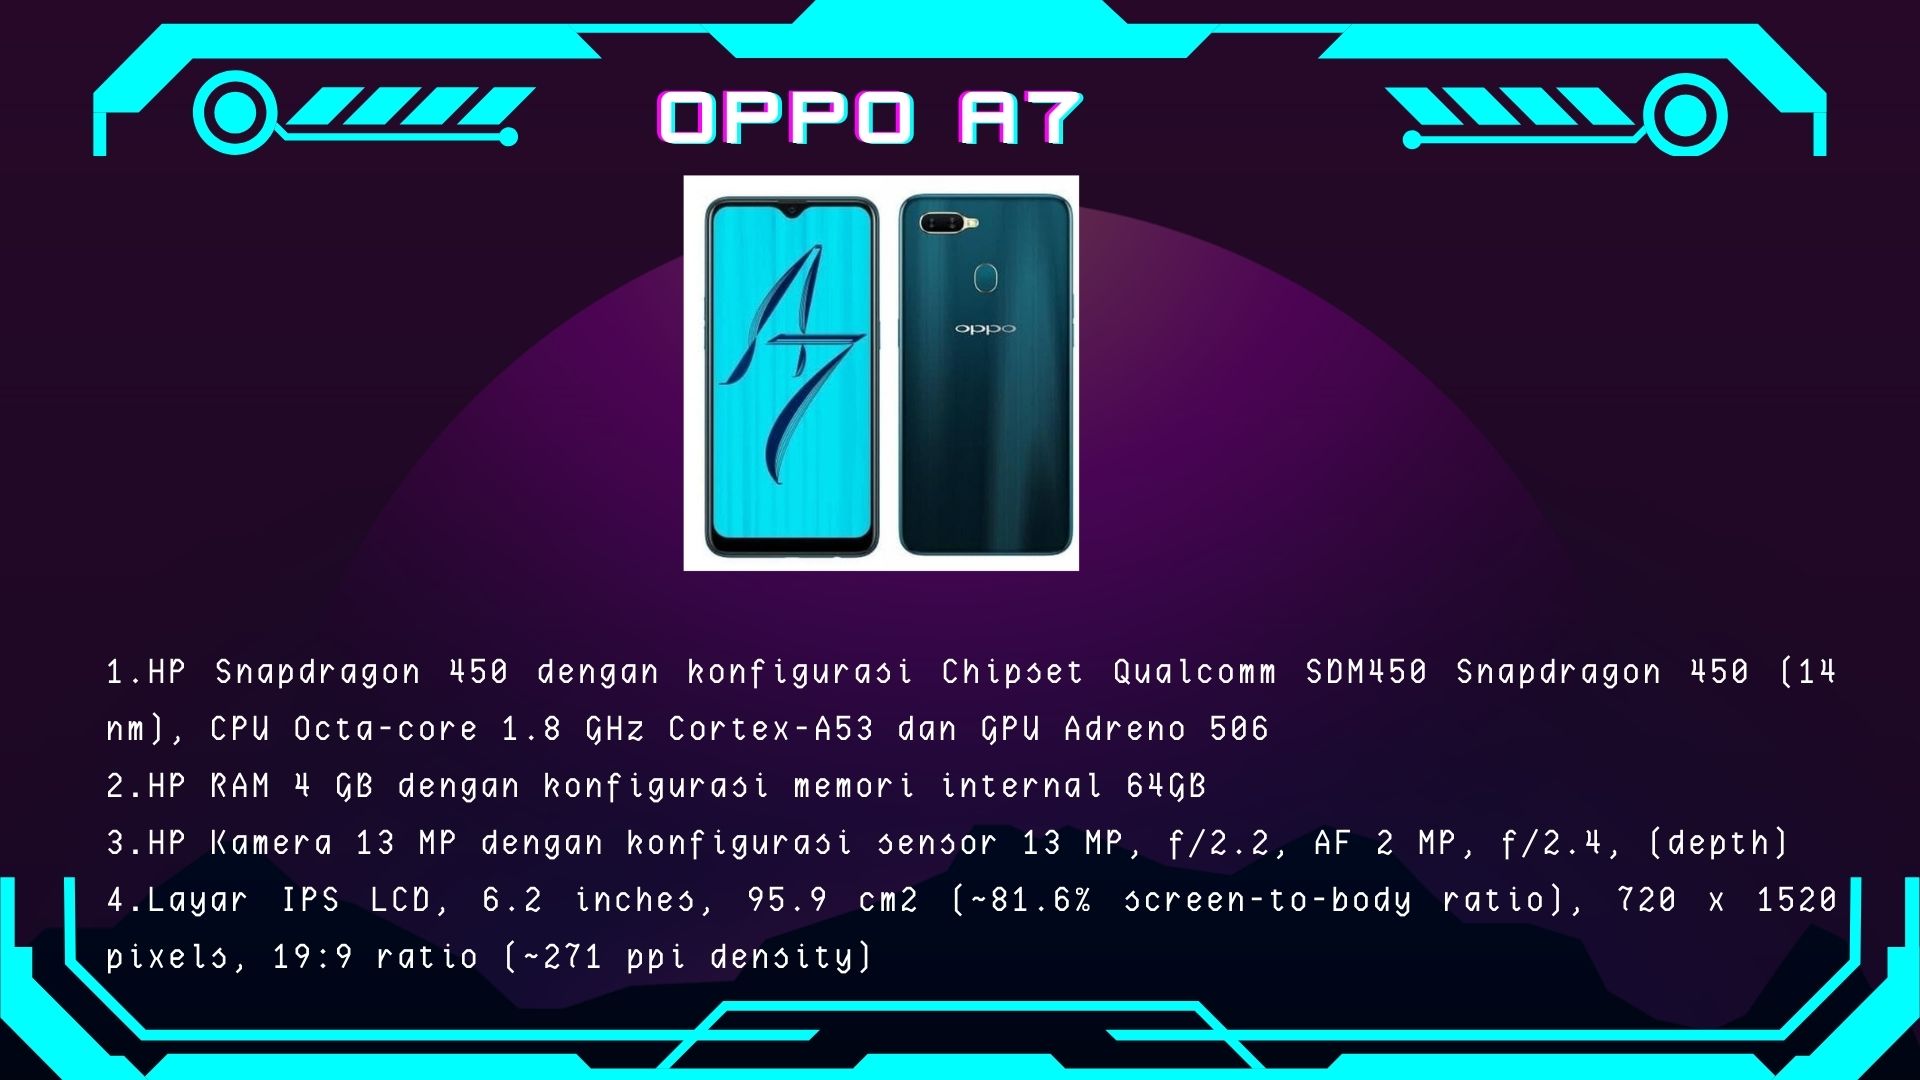 OPPO A7
A7
oppo
1.HP Snapdragon 450 dengan konfigurasi Chipset Qualcomm SDM450 Snapdragon 450 (14
nm), CPU Octa-core 1.8 GHz Cortex-A53 dan GPU Adreno 506
2.HP RAM 4 GB dengan konfigurasi memori internal 64GB
3.HP Kamera 13 MP dengan konfigurasi sensor 13 MP, f/2.2, AF 2 MP, f/2.4, (depth)
4.Layar IPS LCD, 6.2 inches, 95.9 cm2 (~81.6% screen-to-body ratio), 720 x 1520
pixels, 19:9 ratio (~271 ppi density)